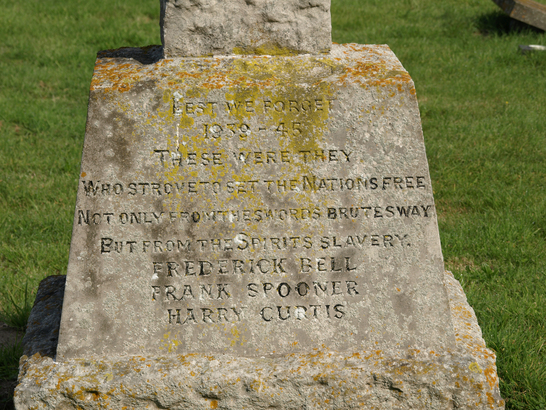 LEST WE FORGET
1939 - 45
THESE WERE THEY
WHO STROVE TO SET THE NATIONS FREE
NOT ONLY FROM THE SWORDS BRUTE SWAY
BUT FROM THE SPIRITS SLAVERY.
FREDERICK BELL
FRANK SPOONER
HARRY CURTIS